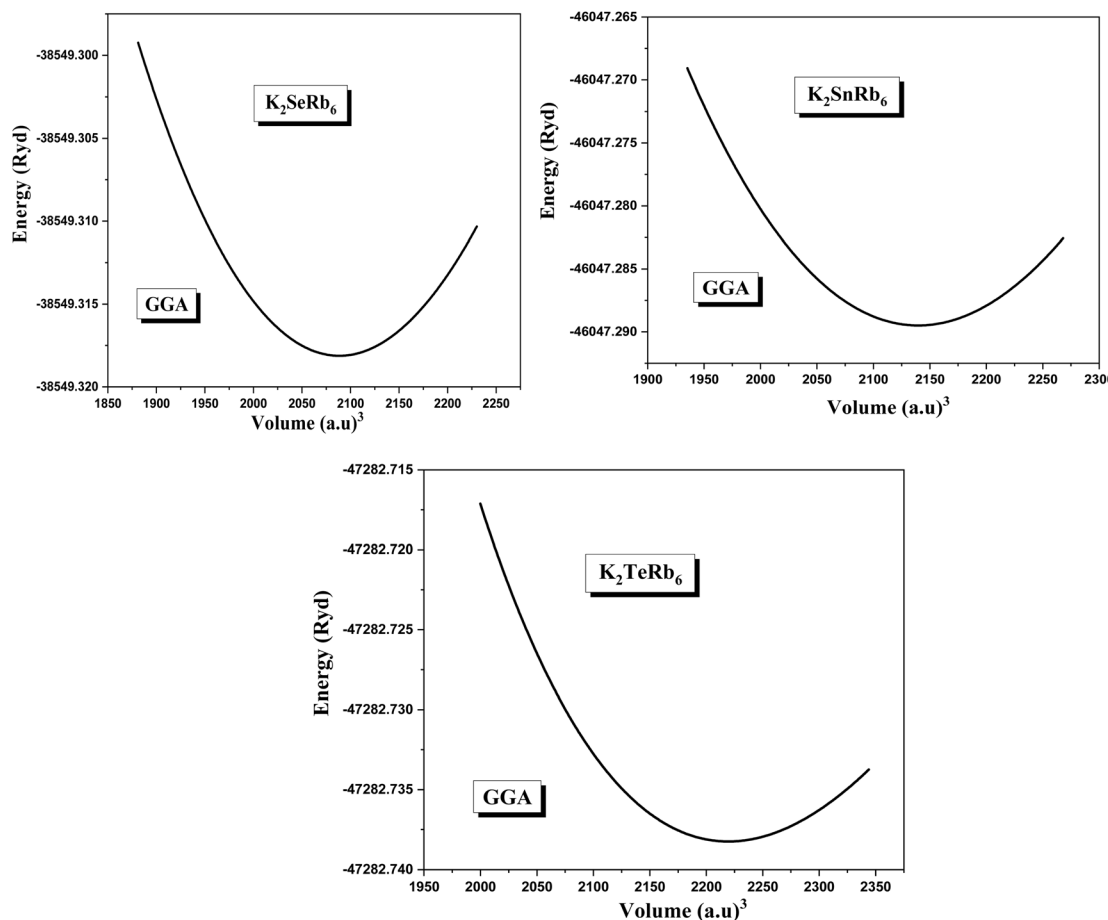 -38549.300
-38549.305
-38549.310
-38549.315
-38549.320
Energy (Ryd)
K₂SeRb₆
GGA
1850 1900 1950 2000 2050 2100 2150 2200 2250
Volume (a.u)³
-46047.265
-46047.270
-46047.275
-46047.280
-46047.285
-46047.290
Energy (Ryd)
K₂SnRb₆
GGA
1900 1950 2000 2050 2100 2150 2200 2250 2300
Volume (a.u)³
-47282.715
-47282.720
-47282.725
-47282.730
-47282.735
-47282.740
Energy (Ryd)
K₂TeRb₆
GGA
1950 2000 2050 2100 2150 2200 2250 2300 2350
Volume (a.u)³